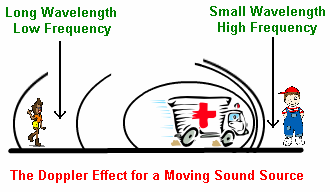 Long Wavelength
Low Frequency
Small Wavelength
High Frequency
The Doppler Effect for a Moving Sound Source